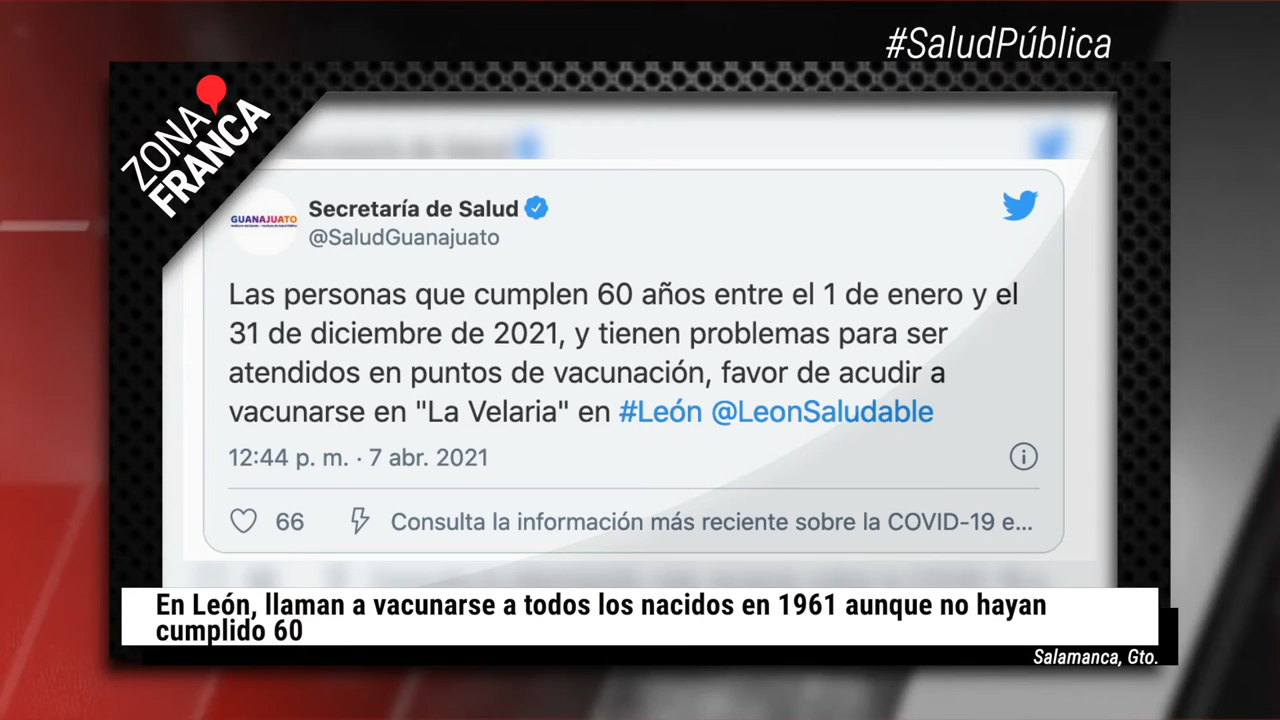 #SaludPública
ZONA
FRANCA
GUANAJUATO
Secretaría de Salud
@SaludGuanajuato
Las personas que cumplen 60 años entre el 1 de enero y el
31 de diciembre de 2021, y tienen problemas para ser
atendidos en puntos de vacunación, favor de acudir a
vacunarse en "La Velaria" en #León @LeonSaludable
12:44 p. m. · 7 abr. 2021
66
Consulta la información más reciente sobre la COVID-19 e...
En León, llaman a vacunarse a todos los nacidos en 1961 aunque no hayan
cumplido 60
Salamanca, Gto.